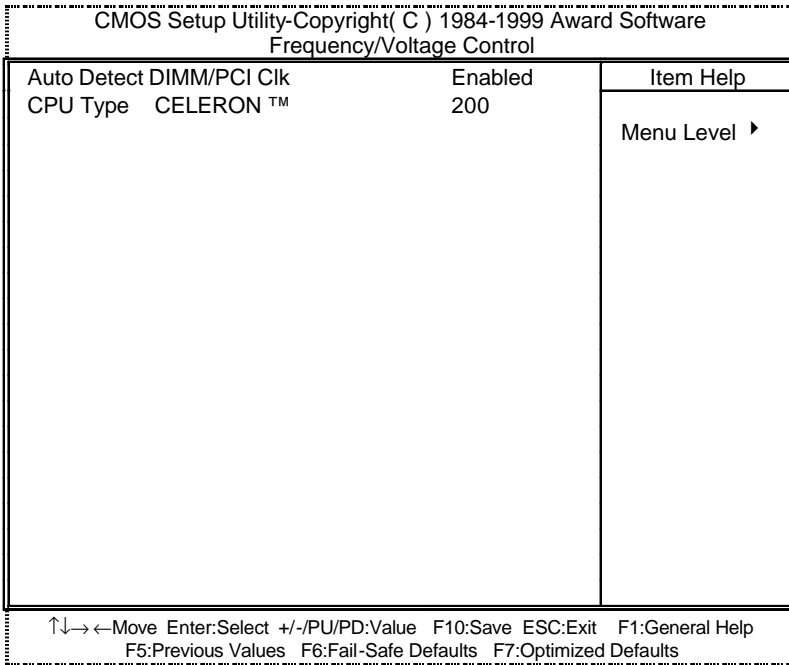 CMOS Setup Utility-Copyright( C ) 1984-1999 Award Software
Frequency/Voltage Control
Auto Detect DIMM/PCI Clk Enabled Item Help
CPU Type CELERON ™ 200
Menu Level ▶
↑↓→←Move Enter:Select +/-/PU/PD:Value F10:Save ESC:Exit F1:General Help
F5:Previous Values F6:Fail-Safe Defaults F7:Optimized Defaults